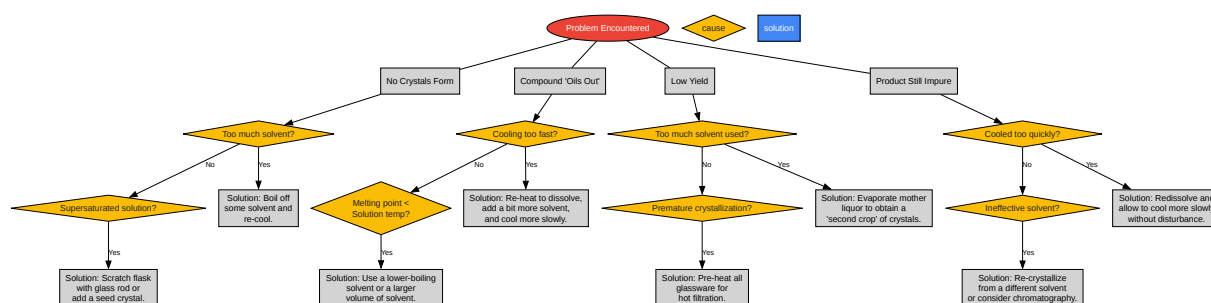 Problem Encountered
cause
solution
No Crystals Form
Compound 'Oils Out'
Low Yield
Product Still Impure
Too much solvent?
Cooling too fast?
Too much solvent used?
Cooled too quickly?
No
Yes
No
Yes
No
Yes
No
Yes
Supersaturated solution?
Solution: Boil off
some solvent and
re-cool.
Melting point <
Solution temp?
Solution: Re-heat to dissolve,
add a bit more solvent,
and cool more slowly.
Premature crystallization?
Solution: Evaporate mother
liquor to obtain a
'second crop' of crystals.
Ineffective solvent?
Solution: Redissolve and
allow to cool more slowly
without disturbance.
Yes
Yes
Yes
Yes
Solution: Scratch flask
with glass rod or
add a seed crystal.
Solution: Use a lower-boiling
solvent or a larger
volume of solvent.
Solution: Pre-heat all
glassware for
hot filtration.
Solution: Re-crystallize
from a different solvent
or consider chromatography.